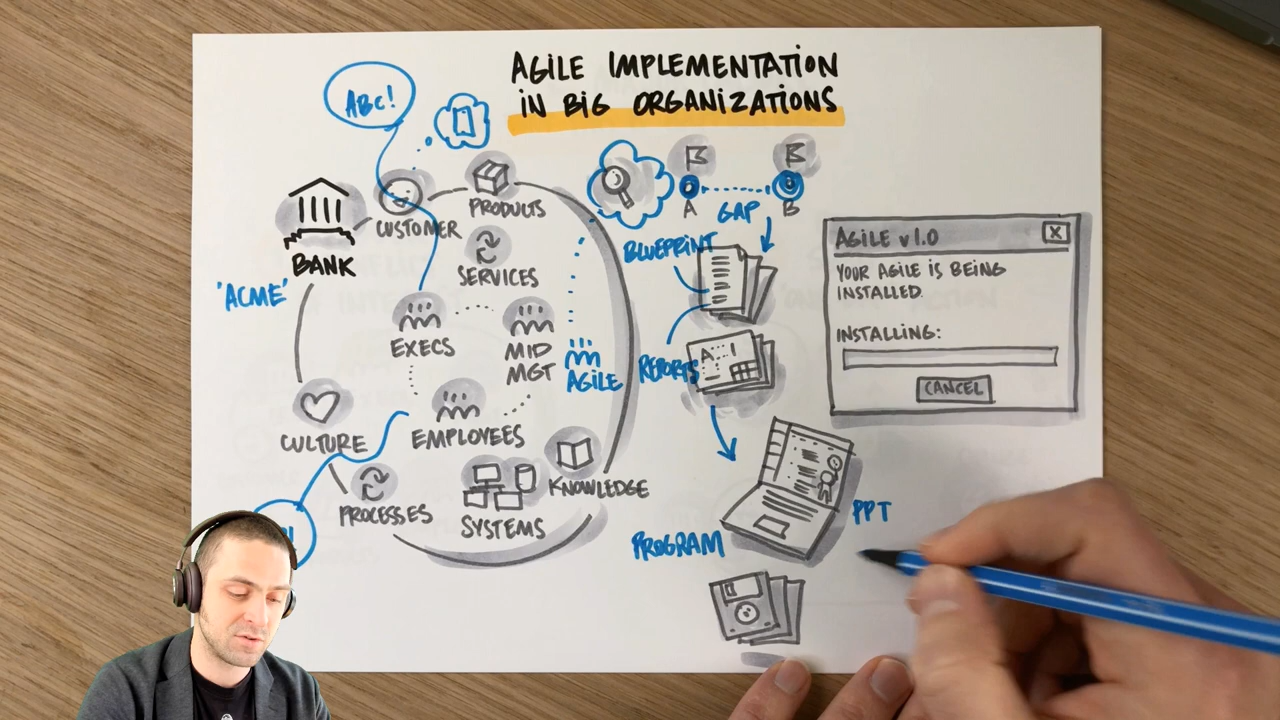 AGILE IMPLEMENTATION
IN BIG ORGANIZATIONS
ABC!
BANK
'ACME'
CUSTOMER
PRODUCTS
SERVICES
EXECS
MID
MGT
AGILE
CULTURE
EMPLOYEES
PROCESSES
SYSTEMS
KNOWLEDGE
A
B
GAP
BLUEPRINT
REPORTS
A
PROGRAM
PPT
AGILE v1.0
X
YOUR AGILE IS BEING
INSTALLED
INSTALLING:
CANCEL